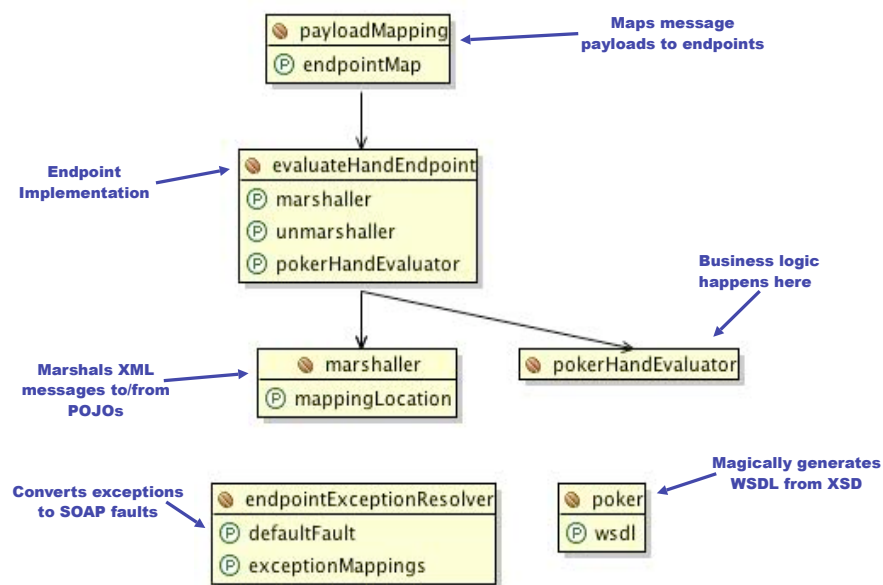 payloadMapping
P endpointMap
Maps message
payloads to endpoints
Endpoint
Implementation
evaluateHandEndpoint
P marshaller
P unmarshaller
P pokerHandEvaluator
Business logic
happens here
Marshals XML
messages to/from
POJOs
marshaller
P mappingLocation
pokerHandEvaluator
Converts exceptions
to SOAP faults
endpointExceptionResolver
P defaultFault
P exceptionMappings
poker
P wsdl
Magically generates
WSDL from XSD